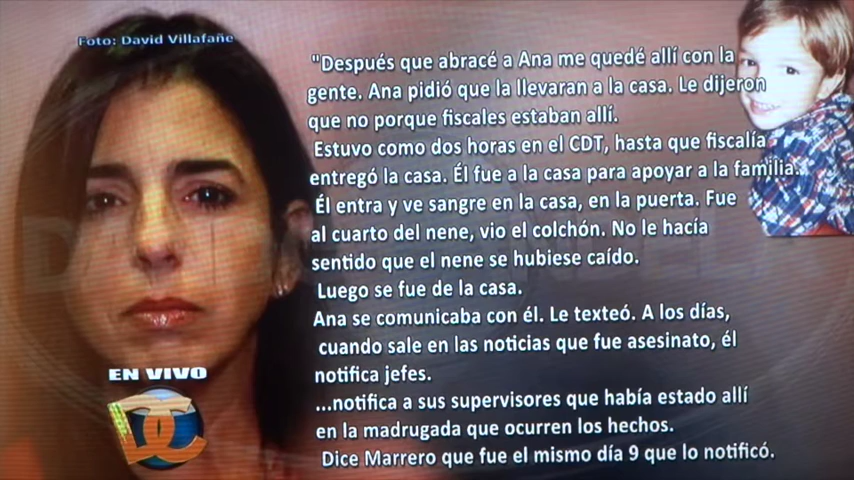 Foto: David Villafañe
"Después que abracé a Ana me quedé allí con la
gente. Ana pidió que la llevaran a la casa. Le dijeron
que no porque fiscales estaban allí.
Estuvo como dos horas en el CDT, hasta que fiscalía
entregó la casa. Él fue a la casa para apoyar a la familia..
Él entra y ve sangre en la casa, en la puerta. Fue
al cuarto del nene, vio el colchón. No le hacía
sentido que el nene se hubiese caído.
Luego se fue de la casa.
Ana se comunicaba con él. Le texteó. A los días,
cuando sale en las noticias que fue asesinato, él
notifica jefes.
...notifica a sus supervisores que había estado allí
en la madrugada que ocurren los hechos.
Dice Marrero que fue el mismo día 9 que lo notificó.
EN VIVO
DC